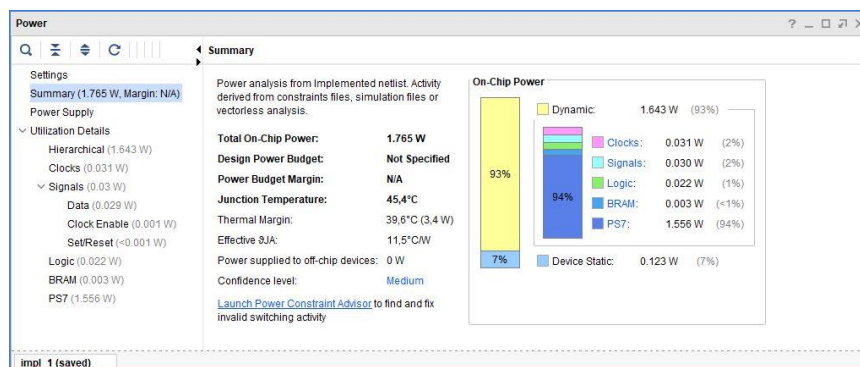 Power
Summary
Settings
Summary (1.765 W, Margin: N/A)
Power Supply
Utilization Details
Hierarchical (1.643 W)
Clocks (0.031 W)
Signals (0.03 W)
Data (0.029 W)
Clock Enable (0.001 W)
Set/Reset (<0.001 W)
Logic (0.022 W)
BRAM (0.003 W)
PS7 (1.556 W)
Power analysis from Implemented netlist. Activity
derived from constraints files, simulation files or
vectorless analysis.
Total On-Chip Power: 1.765 W
Design Power Budget: Not Specified
Power Budget Margin: N/A
Junction Temperature: 45,4°C
Thermal Margin: 39,6°C (3,4 W)
Effective ϑJA: 11,5°C/W
Power supplied to off-chip devices: 0 W
Confidence level: Medium
Launch Power Constraint Advisor to find and fix
invalid switching activity
On-Chip Power
93%
7%
Dynamic: 1.643 W (93%)
94%
Clocks: 0.031 W (2%)
Signals: 0.030 W (2%)
Logic: 0.022 W (1%)
BRAM: 0.003 W (<1%)
PS7: 1.556 W (94%)
Device Static: 0.123 W (7%)
impl_1 (saved)